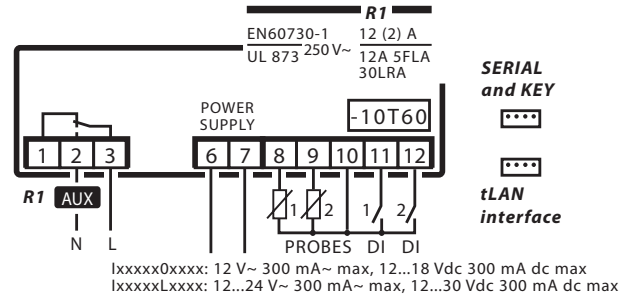 R1
EN60730-1
UL 873
250 V~
12 (2) A
12A 5FLA
30LRA
SERIAL
and KEY
POWER
SUPPLY
-10T60
1 2 3 6 7 8 9 10 11 12
R1 AUX
1 2 1 2
tLAN
interface
N L PROBES DI DI
Ixxxxx0xxxx: 12 V~ 300 mA~ max, 12...18 Vdc 300 mA dc max
IxxxxxLxxxx: 12...24 V~ 300 mA~ max, 12...30 Vdc 300 mA dc max